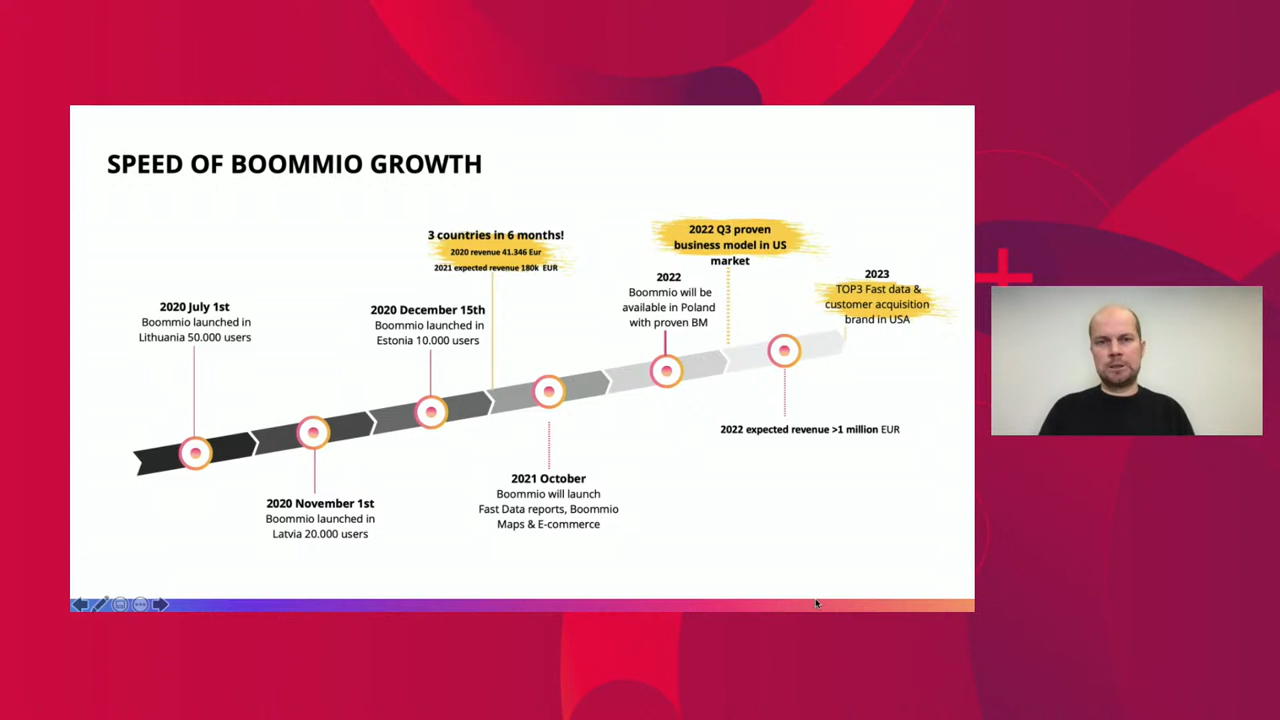 SPEED OF BOOMMIO GROWTH
3 countries in 6 months!
2020 revenue 41.346 Eur
2021 expected revenue 180k EUR
2022 Q3 proven
business model in US
market
2020 July 1st
Boommio launched in
Lithuania 50.000 users
2020 December 15th
Boommio launched in
Estonia 10.000 users
2022
Boommio will be
available in Poland
with proven BM
2023
TOP3 Fast data &
customer acquisition
brand in USA
2022 expected revenue >1 million EUR
2020 November 1st
Boommio launched in
Latvia 20.000 users
2021 October
Boommio will launch
Fast Data reports, Boommio
Maps & E-commerce